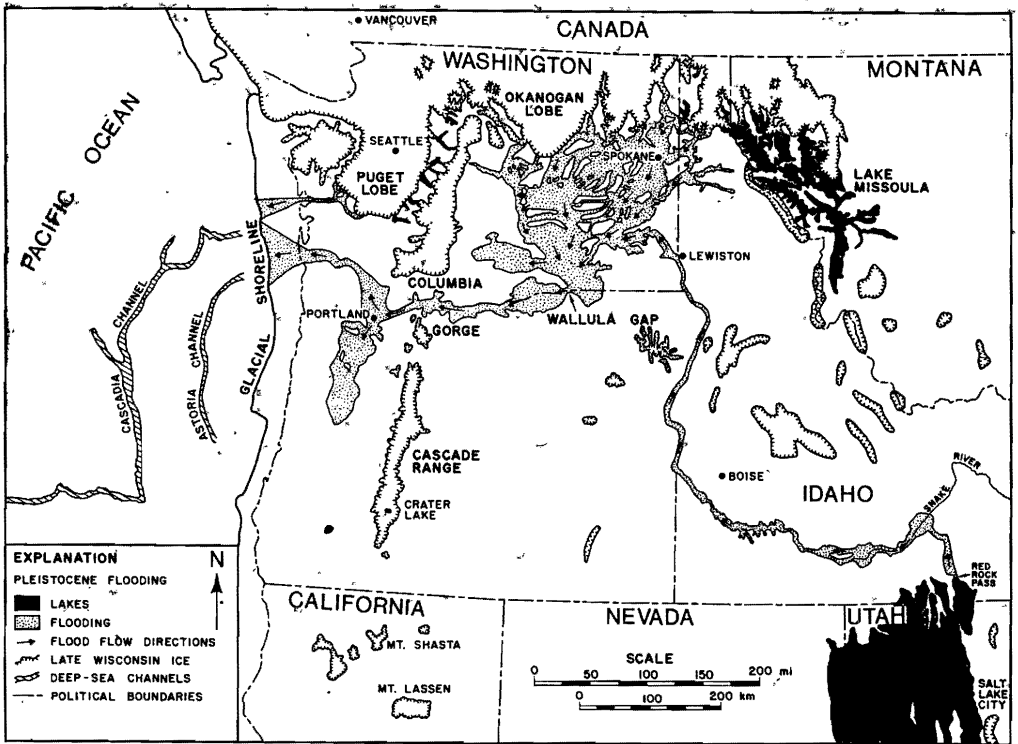 VANCOUVER
CANADA
WASHINGTON
MONTANA
OKANOGAN
LOBE
PACIFIC OCEAN
SEATTLE
SPOKANE
PUGET
LOBE
LAKE
MISSOULA
LEWISTON
GLACIAL SHORELINE
COLUMBIA
GORGE
PORTLAND
WALLULA GAP
CASCADIA CHANNEL
ASTORIA CHANNEL
CASCADE
RANGE
CRATER
LAKE
BOISE
IDAHO
SNAKE RIVER
RED
ROCK
PASS
EXPLANATION
N
PLEISTOCENE FLOODING
LAKES
FLOODING
FLOOD FLOW DIRECTIONS
LATE WISCONSIN ICE
DEEP-SEA CHANNELS
POLITICAL BOUNDARIES
CALIFORNIA
NEVADA
UTAH
MT. SHASTA
MT. LASSEN
SCALE
0 50 100 150 200 mi
0 100 200 km
SALT
LAKE
CITY